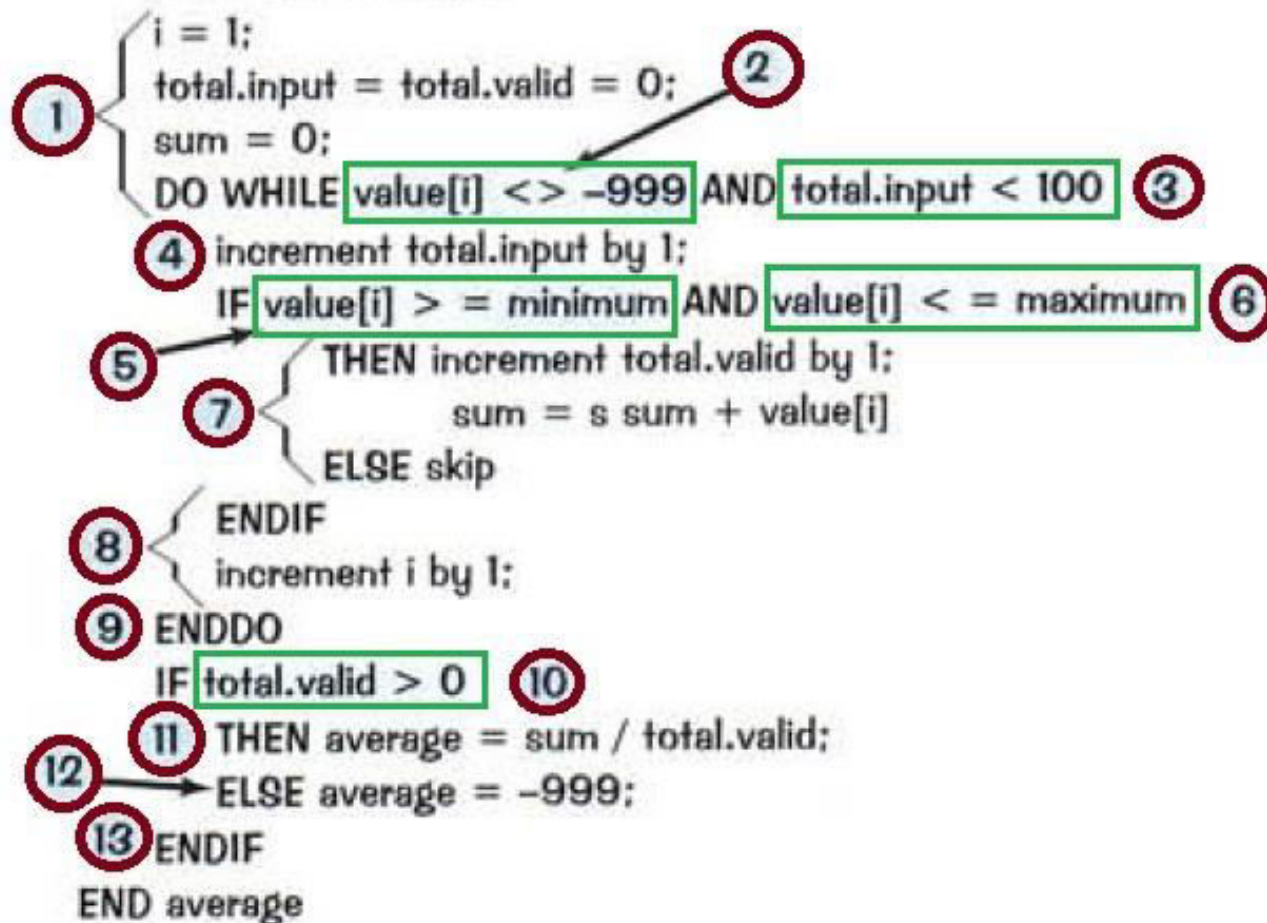 i = 1;
total.input = total.valid = 0;
2
1
sum = 0;
DO WHILE value[i] <> –999 AND total.input < 100 3
4 increment total.input by 1;
IF value[i] > = minimum AND value[i] < = maximum 6
5
THEN increment total.valid by 1;
7
sum = s sum + value[i]
ELSE skip
ENDIF
8
increment i by 1;
9 ENDDO
IF total.valid > 0 10
11 THEN average = sum / total.valid;
12
ELSE average = –999;
13 ENDIF
END average